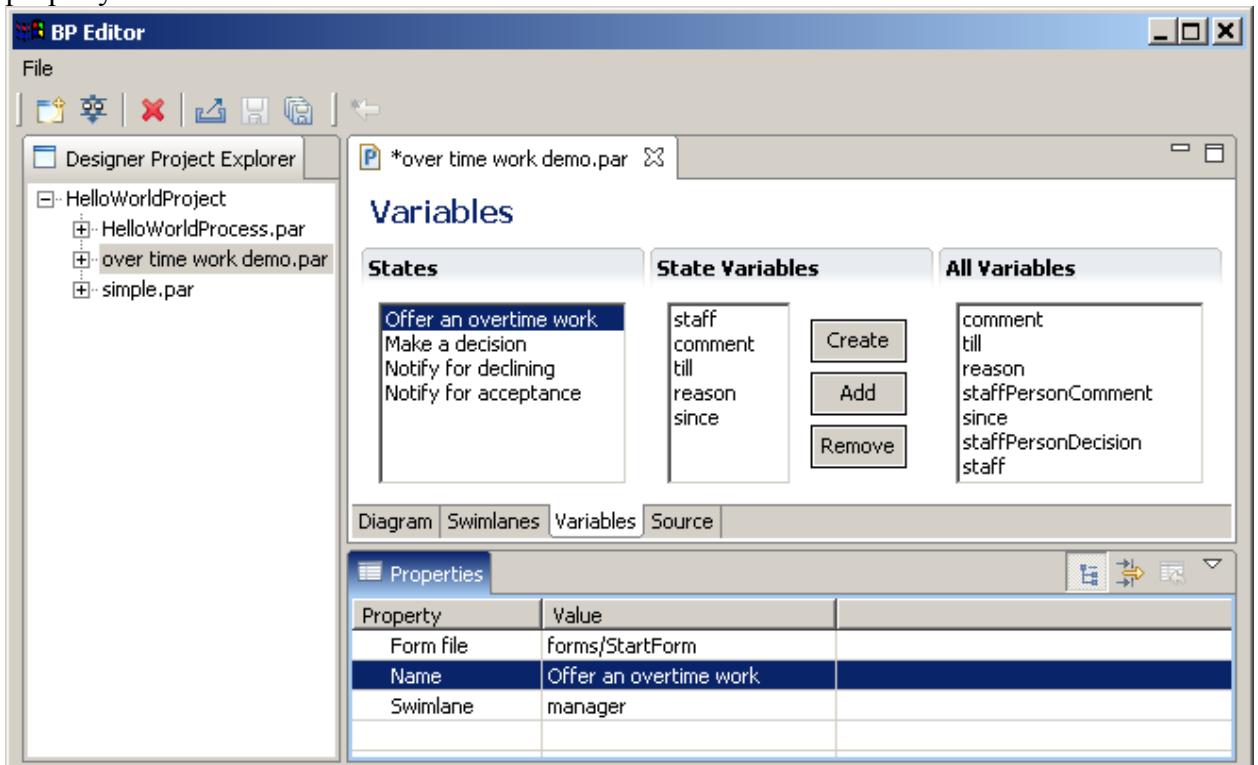 BP Editor
File
Designer Project Explorer
HelloWorldProject
HelloWorldProcess.par
over time work demo.par
simple.par
P *over time work demo.par
Variables
States
Offer an overtime work
Make a decision
Notify for declining
Notify for acceptance
State Variables
staff
comment
till
reason
since
Create
Add
Remove
All Variables
comment
till
reason
staffPersonComment
since
staffPersonDecision
staff
Diagram Swimlanes Variables Source
Properties
Property Value
Form file forms/StartForm
Name Offer an overtime work
Swimlane manager